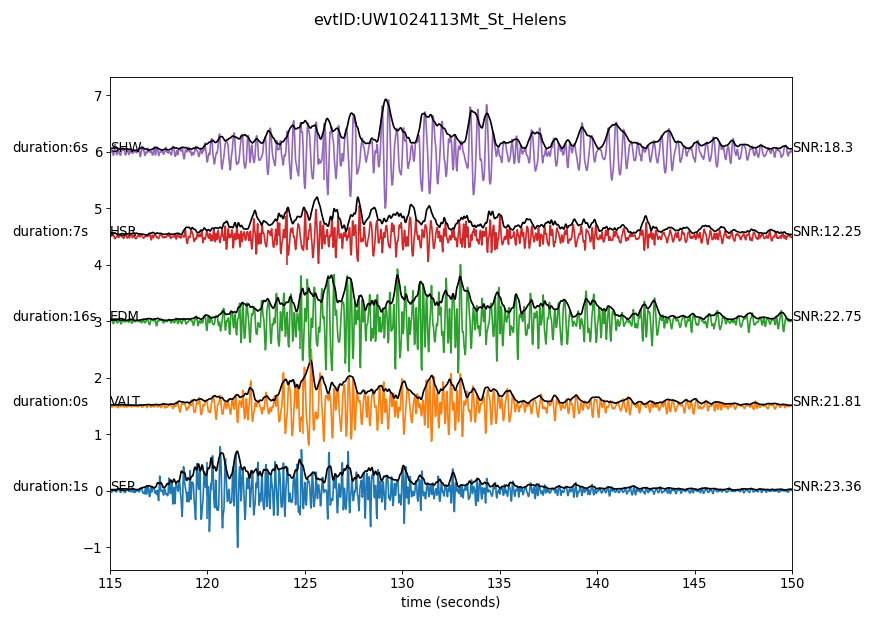 evtID:UW1024113Mt_St_Helens
7
duration:6s SHW 6 SNR:18.3
5
duration:7s HSR SNR:12.25
4
duration:16s EDM 3 SNR:22.75
2
duration:0s VALT SNR:21.81
1
duration:1s SEP 0 SNR:23.36
−1
115 120 125 130 135 140 145 150
time (seconds)